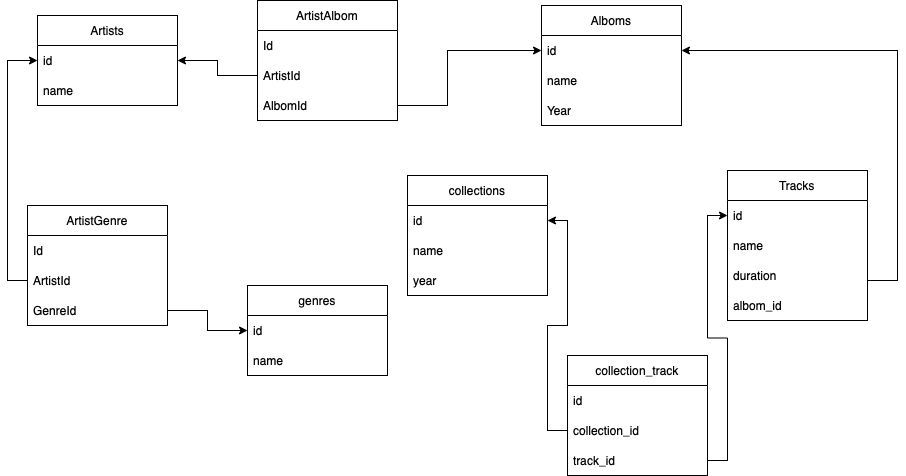 Artists
id
name
ArtistAlbom
Id
ArtistId
AlbomId
Alboms
id
name
Year
ArtistGenre
Id
ArtistId
GenreId
genres
id
name
collections
id
name
year
Tracks
id
name
duration
albom_id
collection_track
id
collection_id
track_id